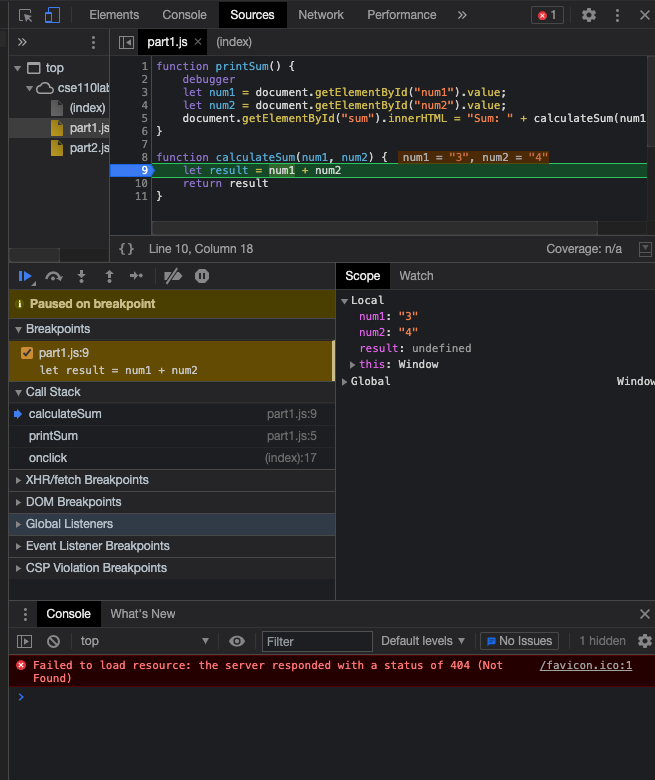 Elements Console Sources Network Performance » 1
» part1.js × (index)
top
cse110lab
(index)
part1.js
part2.js
1 function printSum() {
2 debugger
3 let num1 = document.getElementById("num1").value;
4 let num2 = document.getElementById("num2").value;
5 document.getElementById("sum").innerHTML = "Sum: " + calculateSum(num1
6 }
7
8 function calculateSum(num1, num2) { num1 = "3", num2 = "4"
9 let result = num1 + num2
10 return result
11 }
{} Line 10, Column 18 Coverage: n/a
Paused on breakpoint
Breakpoints
part1.js:9
let result = num1 + num2
Call Stack
calculateSum part1.js:9
printSum part1.js:5
onclick (index):17
XHR/fetch Breakpoints
DOM Breakpoints
Global Listeners
Event Listener Breakpoints
CSP Violation Breakpoints
Scope Watch
Local
num1: "3"
num2: "4"
result: undefined
this: Window
Global Window
Console What's New
top Filter Default levels No Issues 1 hidden
Failed to load resource: the server responded with a status of 404 (Not /favicon.ico:1
Found)
>